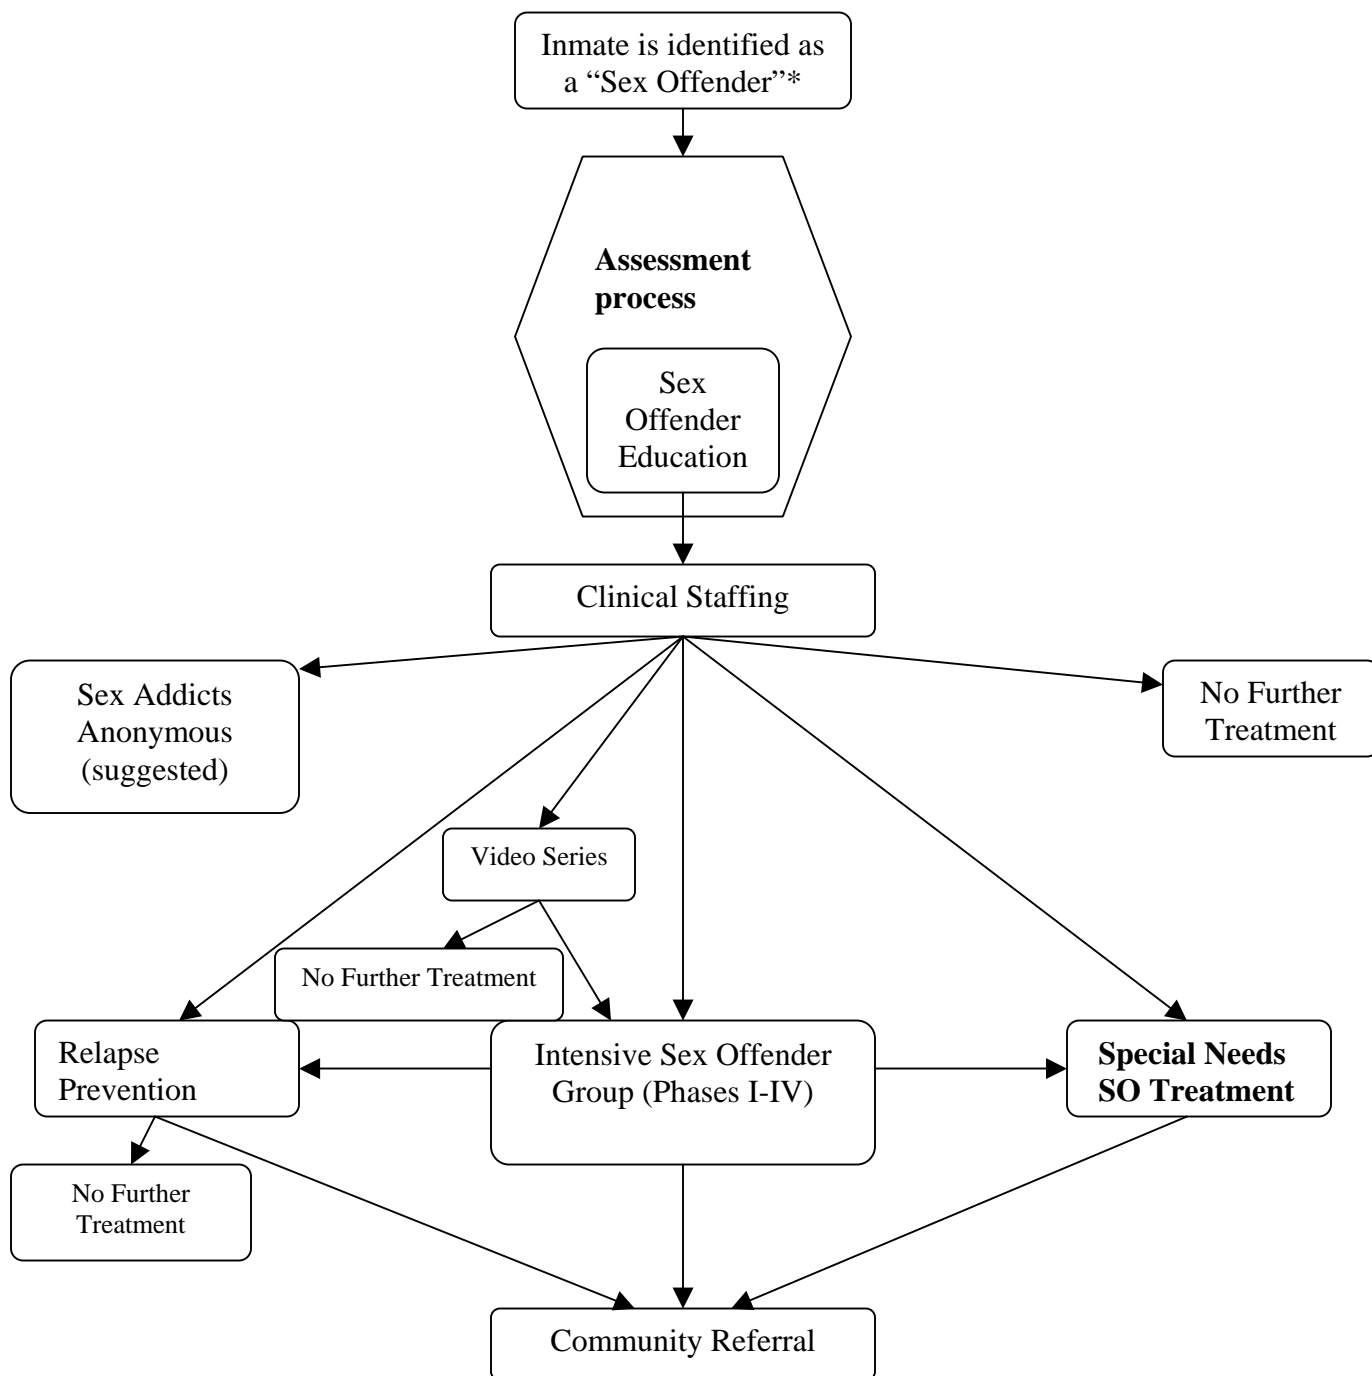 Inmate is identified as
a “Sex Offender”*
Assessment
process
Sex
Offender
Education
Clinical Staffing
Sex Addicts
Anonymous
(suggested)
No Further
Treatment
Video Series
No Further Treatment
Relapse
Prevention
Intensive Sex Offender
Group (Phases I-IV)
Special Needs
SO Treatment
No Further
Treatment
Community Referral